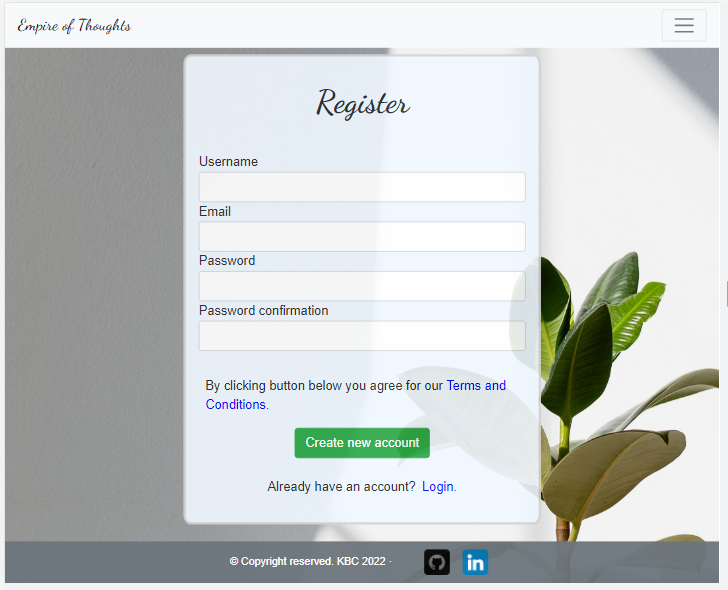 Empire of Thoughts
Register
Username
Email
Password
Password confirmation
By clicking button below you agree for our Terms and
Conditions.
Create new account
Already have an account? Login.
© Copyright reserved. KBC 2022 ·
in